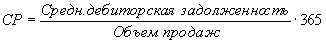 СР = Средн.дебиторская задолженность / Объем продаж · 365